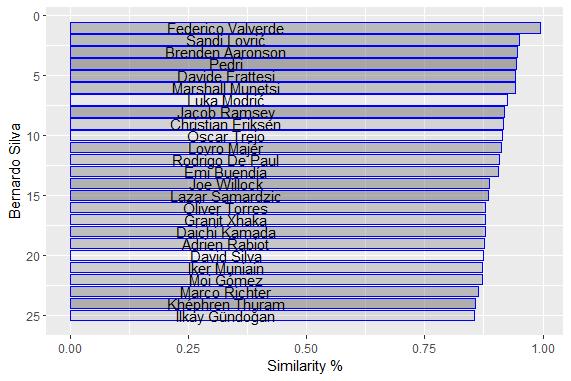 0
Federico Valverde
Sandi Lovrić
Brenden Aaronson
Pedri
5
Davide Frattesi
Marshall Munetsi
Luka Modrić
Jacob Ramsey
Christian Eriksen
10
Óscar Trejo
Lovro Majer
Rodrigo De Paul
Emi Buendía
Joe Willock
15
Lazar Samardzic
Óliver Torres
Granit Xhaka
Daichi Kamada
Adrien Rabiot
20
David Silva
Iker Muniain
Moi Gómez
Marco Richter
Khéphren Thuram
25
İlkay Gündoğan
Bernardo Silva
0.00 0.25 0.50 0.75 1.00
Similarity %